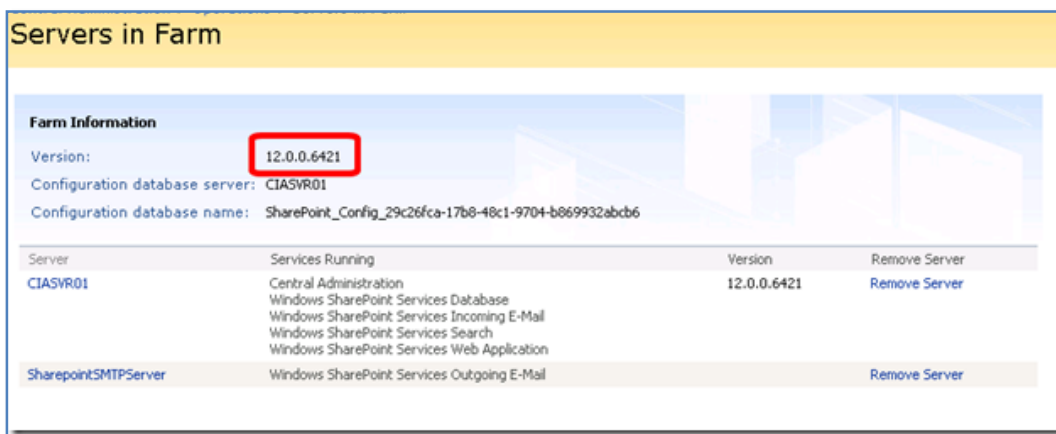 Servers in Farm
Farm Information
Version: 12.0.0.6421
Configuration database server: CIASVR01
Configuration database name: SharePoint_Config_29c26fca-17b8-48c1-9704-b869932abcb6
Server Services Running Version Remove Server
CIASVR01 Central Administration 12.0.0.6421 Remove Server
Windows SharePoint Services Database
Windows SharePoint Services Incoming E-Mail
Windows SharePoint Services Search
Windows SharePoint Services Web Application
SharepointSMTPServer Windows SharePoint Services Outgoing E-Mail Remove Server